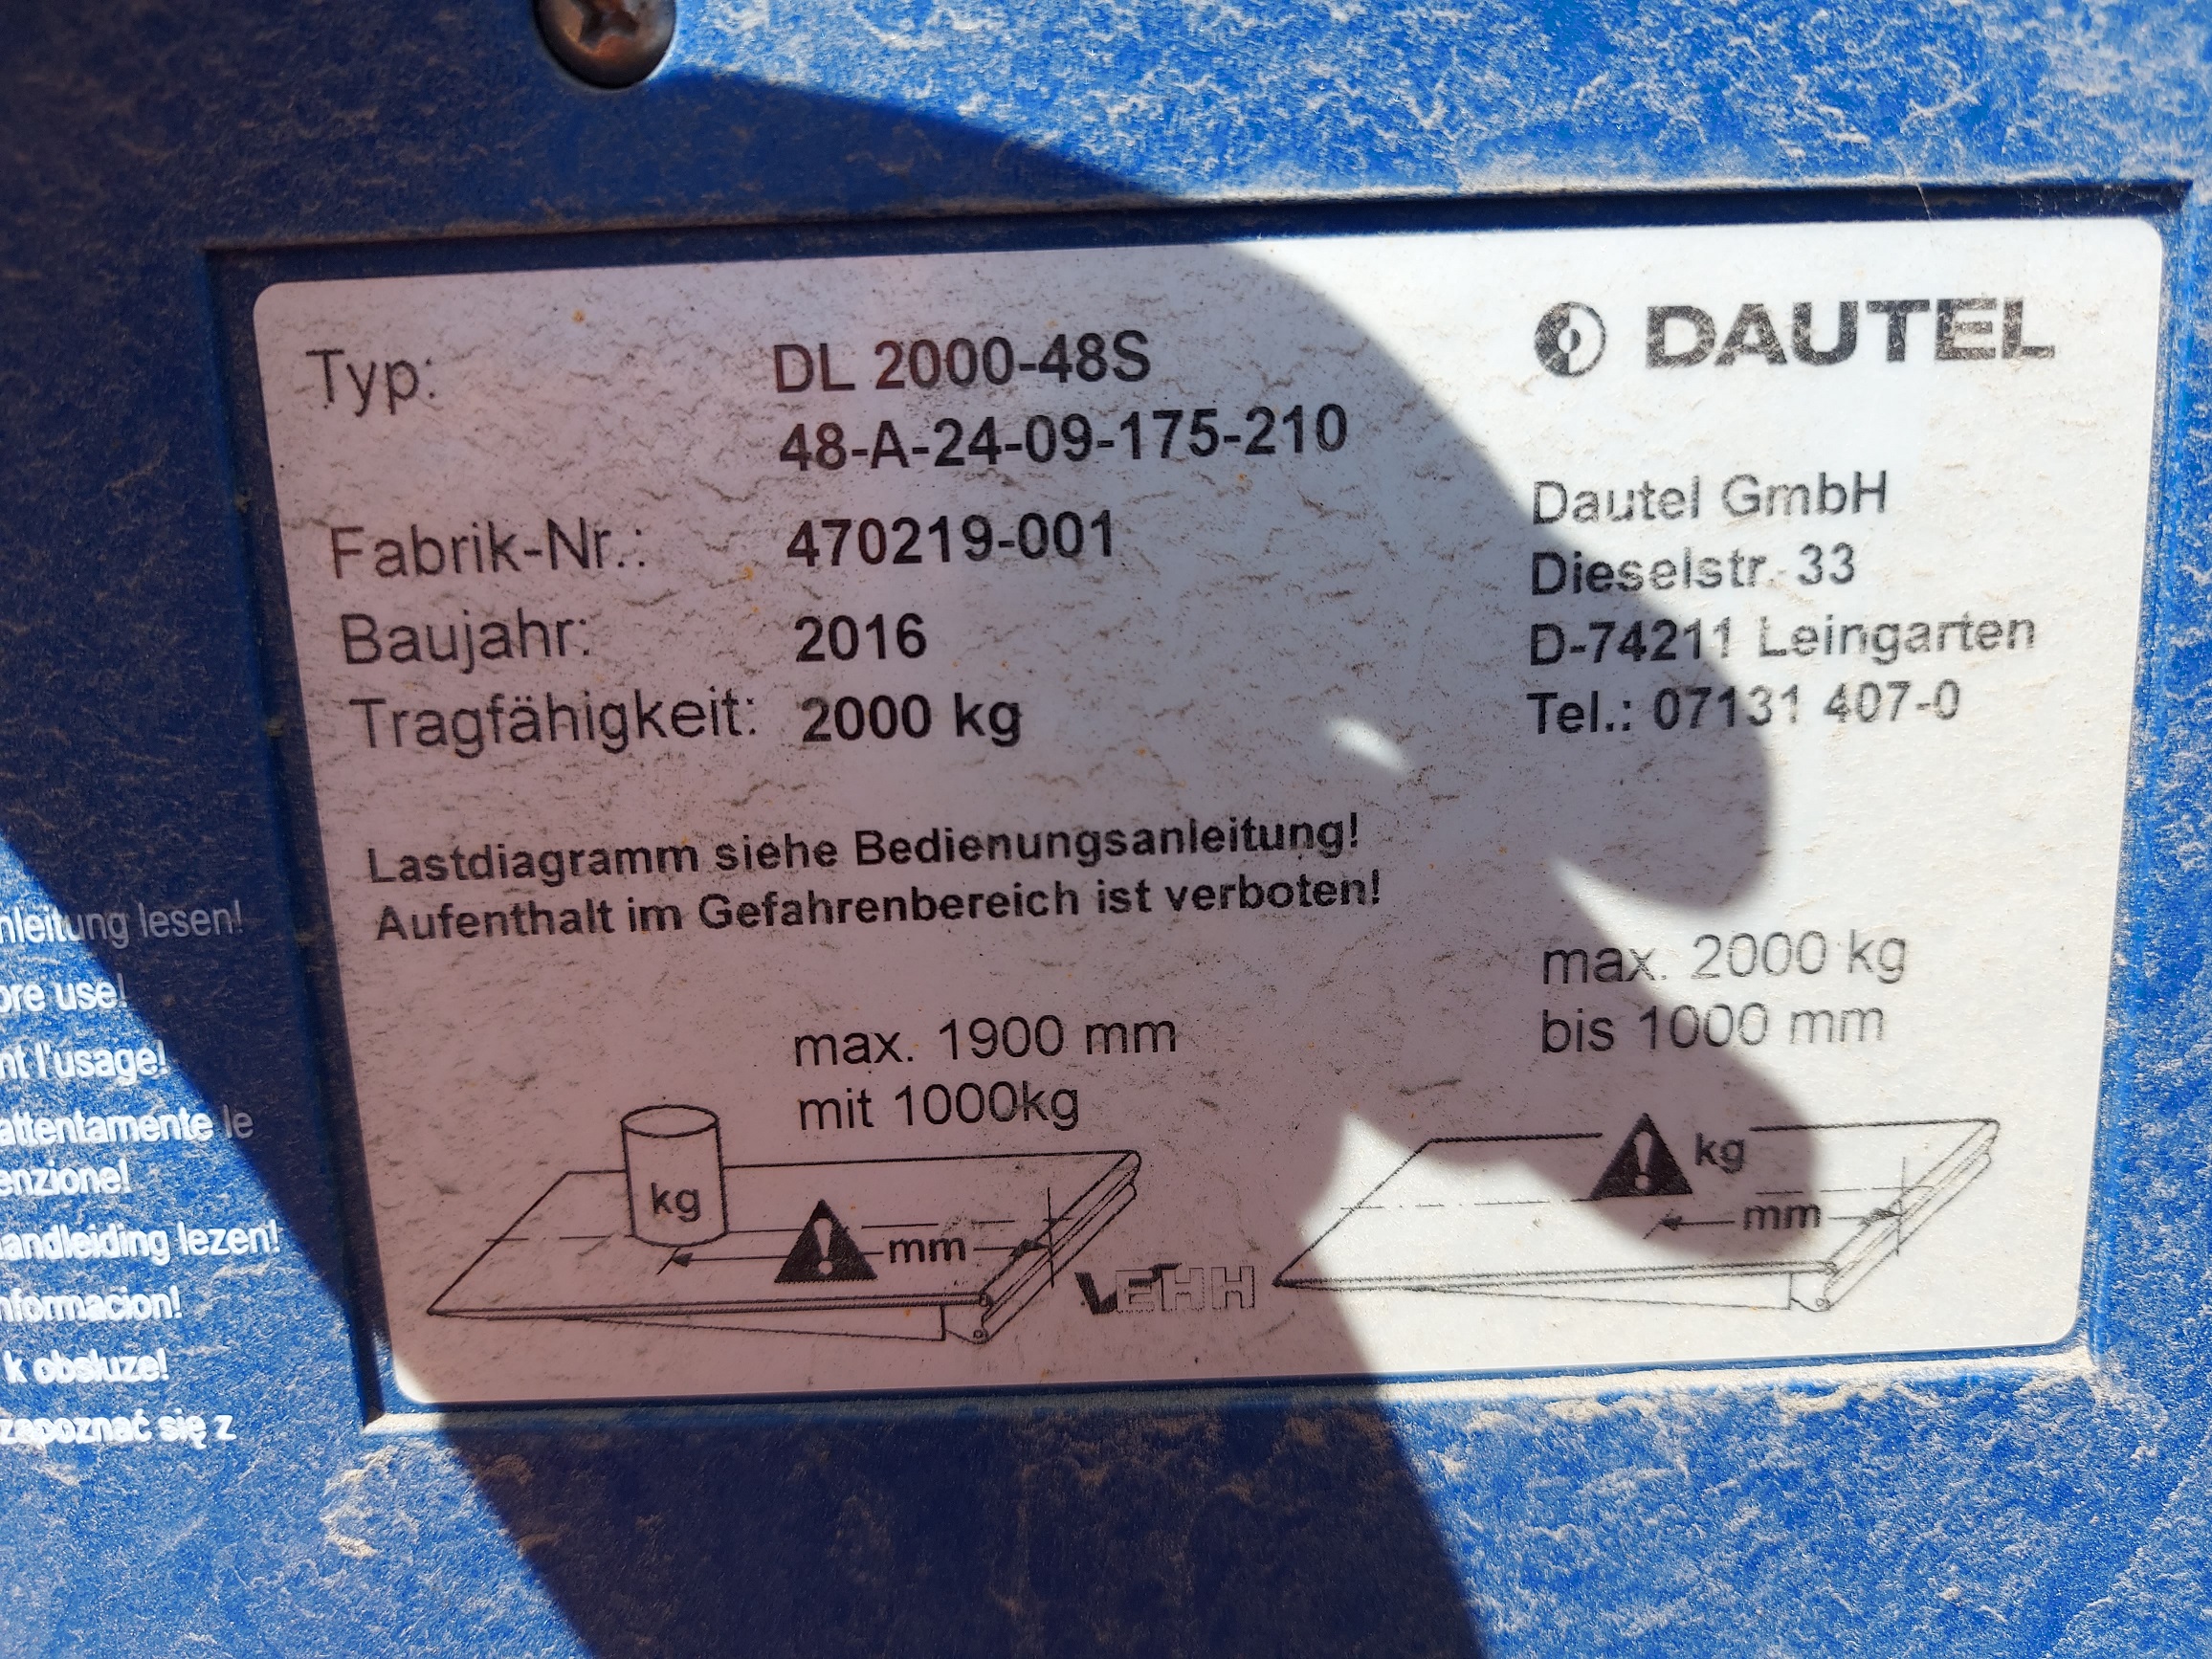 Typ: DL 2000-48S
48-A-24-09-175-210
Fabrik-Nr.: 470219-001
Baujahr: 2016
Tragfähigkeit: 2000 kg
DAUTEL
Dautel GmbH
Dieselstr. 33
D-74211 Leingarten
Tel.: 07131 407-0
Lastdiagramm siehe Bedienungsanleitung!
Aufenthalt im Gefahrenbereich ist verboten!
max. 1900 mm
mit 1000kg
kg
mm
VEHH
max. 2000 kg
bis 1000 mm
kg
mm
nleitung lesen!
ore use!
nt l'usage!
attentamente le
enzione!
andleiding lezen!
nformacion!
k obsluze!
zapoznać się z